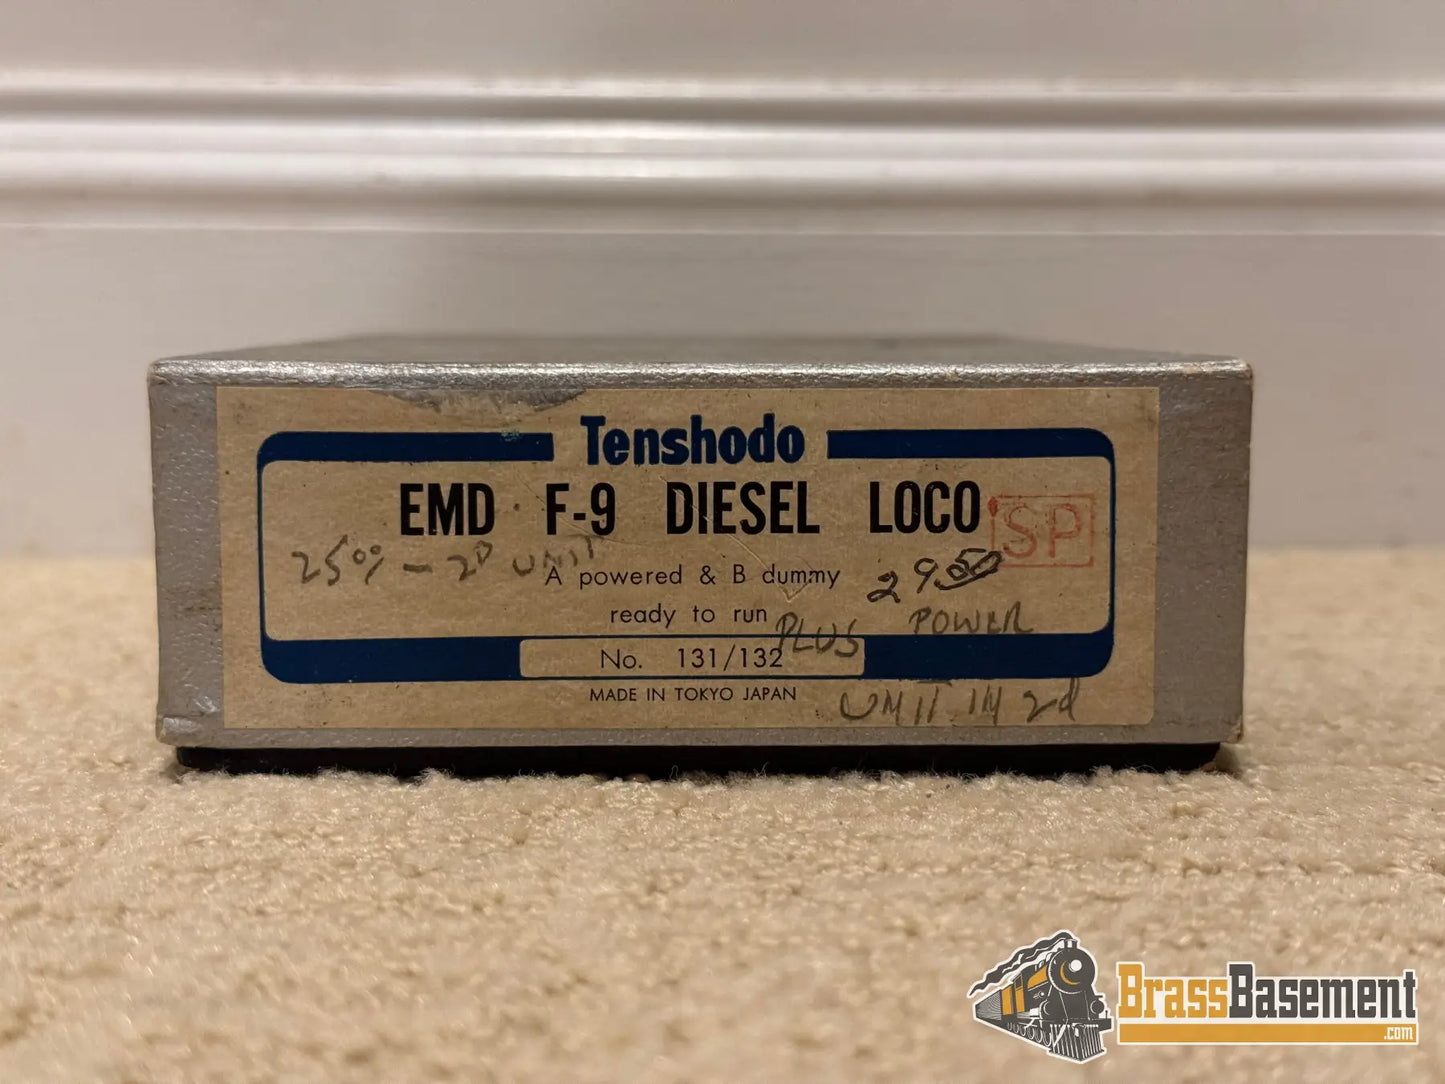 Tenshodo
EMD F-9 DIESEL LOCO
SP
25% - 2D UNIT
A powered & B dummy
29.50
ready to run
PLUS POWER
No. 131/132
UNIT IN 2d
MADE IN TOKYO JAPAN
BrassBasement
.com